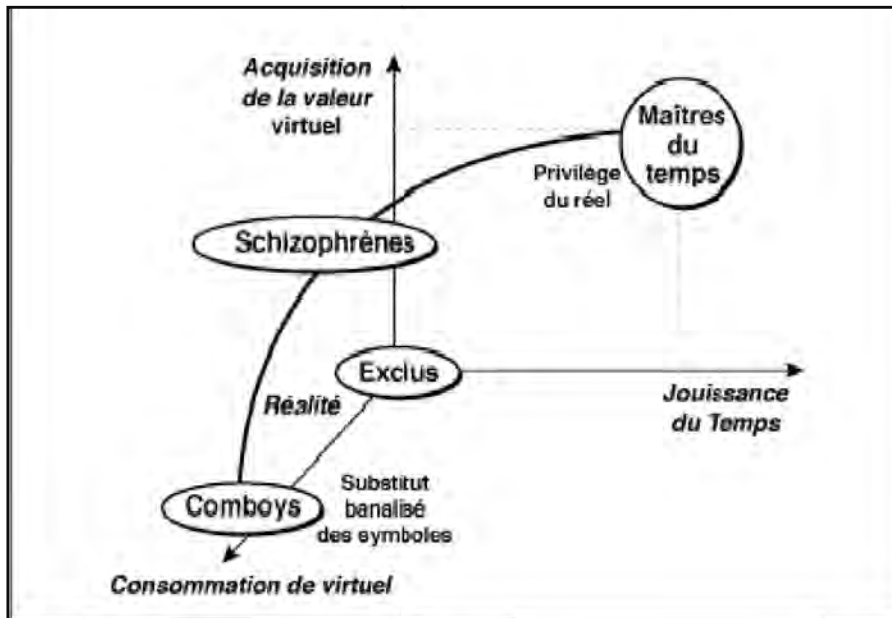 Acquisition
de la valeur
virtuel
Maîtres
du
temps
Privilège
du réel
Schizophrènes
Exclus
Réalité
Jouissance
du Temps
Comboys
Substitut
banalisé
des symboles
Consommation de virtuel